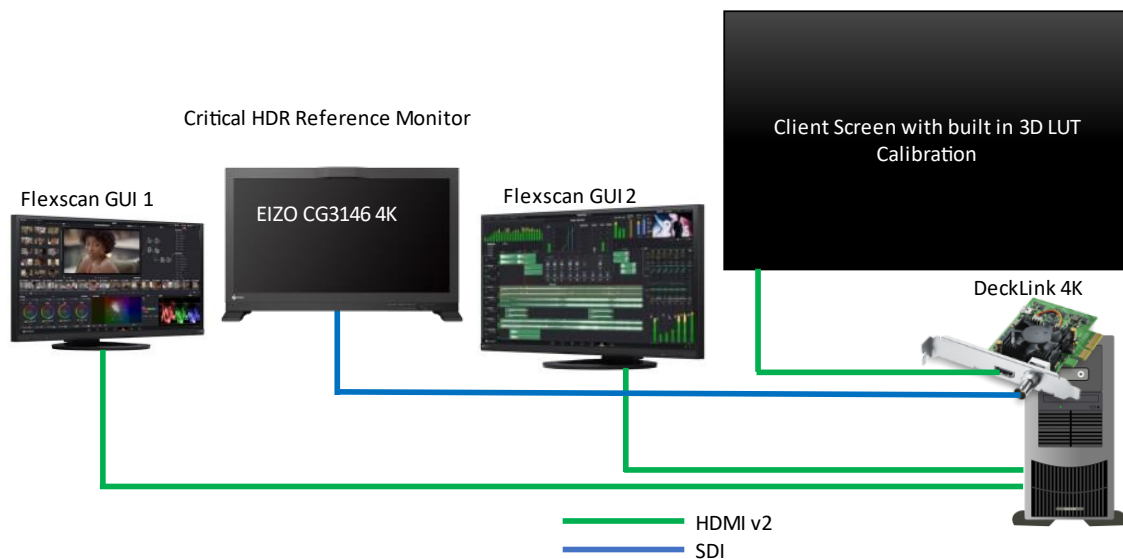 Critical HDR Reference Monitor
Client Screen with built in 3D LUT
Calibration
Flexscan GUI 1
EIZO CG3146 4K
Flexscan GUI 2
DeckLink 4K
HDMI v2
SDI